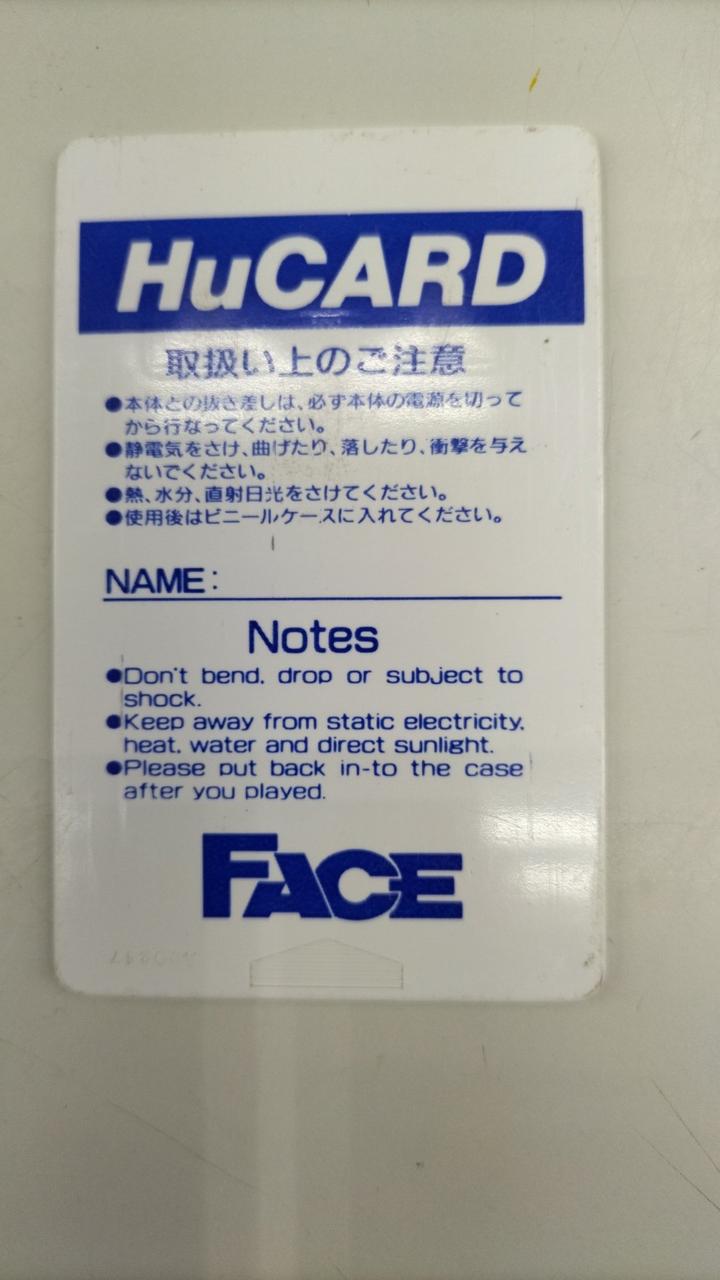 HuCARD
取扱い上のご注意
●本体との抜き差しは、必ず本体の電源を切って
から行なってください。
●静電気をさけ、曲げたり、落したり、衝撃を与え
ないでください。
●熱、水分、直射日光をさけてください。
●使用後はビニールケースに入れてください。
NAME:
Notes
●Don't bend. drop or subject to
shock.
●Keep away from static electricity.
heat. water and direct sunlight.
●Please put back in-to the case
after you played.
FACE